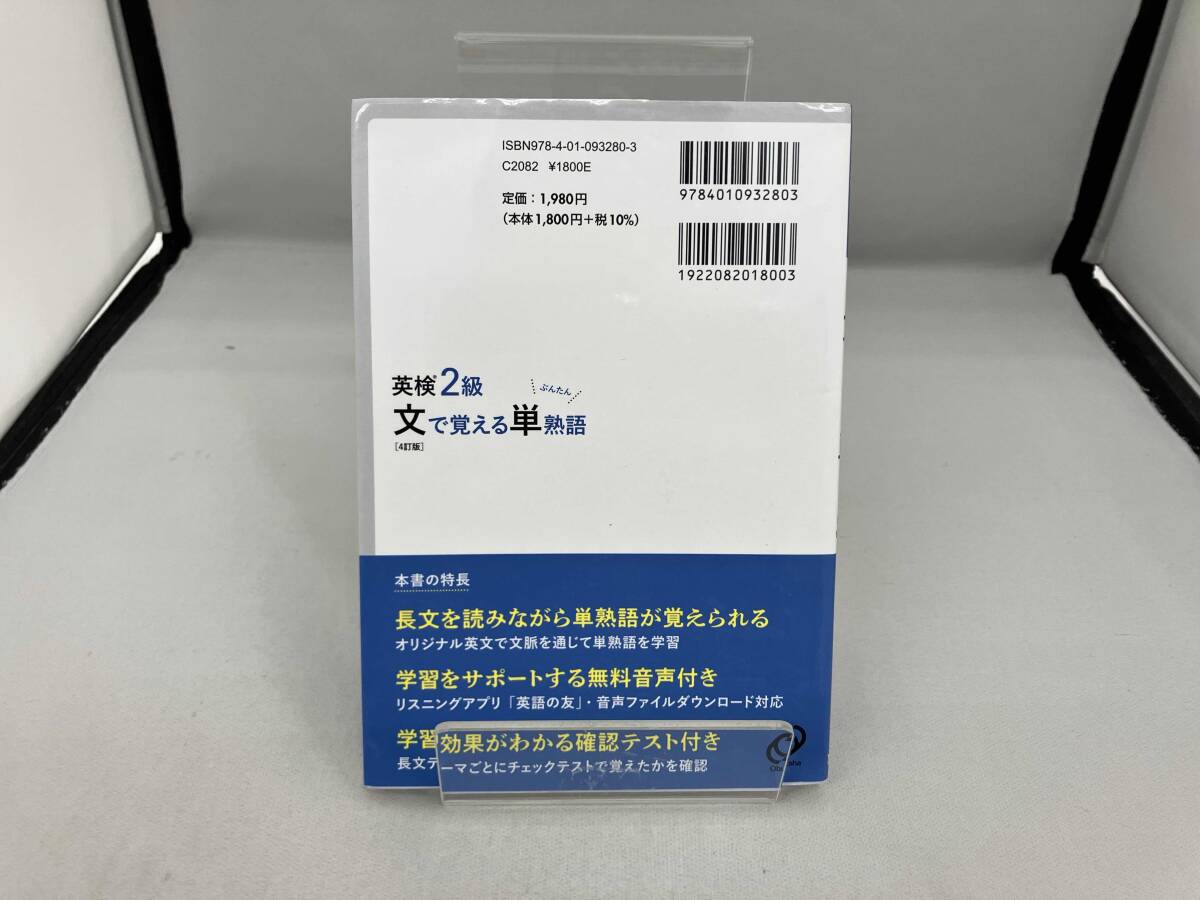 ISBN978-4-01-093280-3
C2082 ¥1800E
定価：1,980円
（本体1,800円＋税10%）
9784010932803
1922082018003
英検®2級
ぶんたん
文で覚える単熟語
［4訂版］
本書の特長
長文を読みながら単熟語が覚えられる
オリジナル英文で文脈を通じて単熟語を学習
学習をサポートする無料音声付き
リスニングアプリ「英語の友」・音声ファイルダウンロード対応
学習効果がわかる確認テスト付き
長文テーマごとにチェックテストで覚えたかを確認